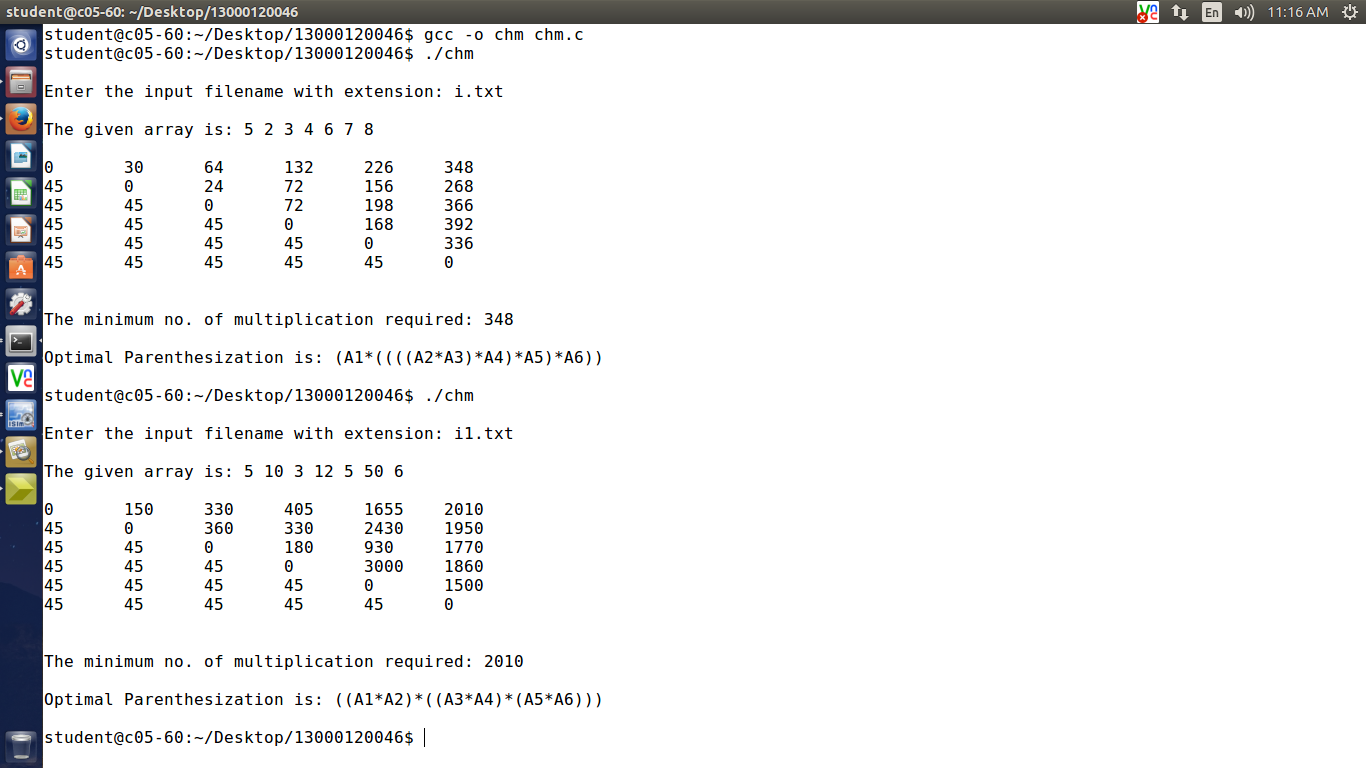 student@c05-60: ~/Desktop/13000120046
En 11:16 AM
student@c05-60:~/Desktop/13000120046$ gcc -o chm chm.c
student@c05-60:~/Desktop/13000120046$ ./chm
Enter the input filename with extension: i.txt
The given array is: 5 2 3 4 6 7 8
0 30 64 132 226 348
45 0 24 72 156 268
45 45 0 72 198 366
45 45 45 0 168 392
45 45 45 45 0 336
45 45 45 45 45 0
The minimum no. of multiplication required: 348
Optimal Parenthesization is: (A1*((((A2*A3)*A4)*A5)*A6))
student@c05-60:~/Desktop/13000120046$ ./chm
Enter the input filename with extension: i1.txt
The given array is: 5 10 3 12 5 50 6
0 150 330 405 1655 2010
45 0 360 330 2430 1950
45 45 0 180 930 1770
45 45 45 0 3000 1860
45 45 45 45 0 1500
45 45 45 45 45 0
The minimum no. of multiplication required: 2010
Optimal Parenthesization is: ((A1*A2)*((A3*A4)*(A5*A6)))
student@c05-60:~/Desktop/13000120046$